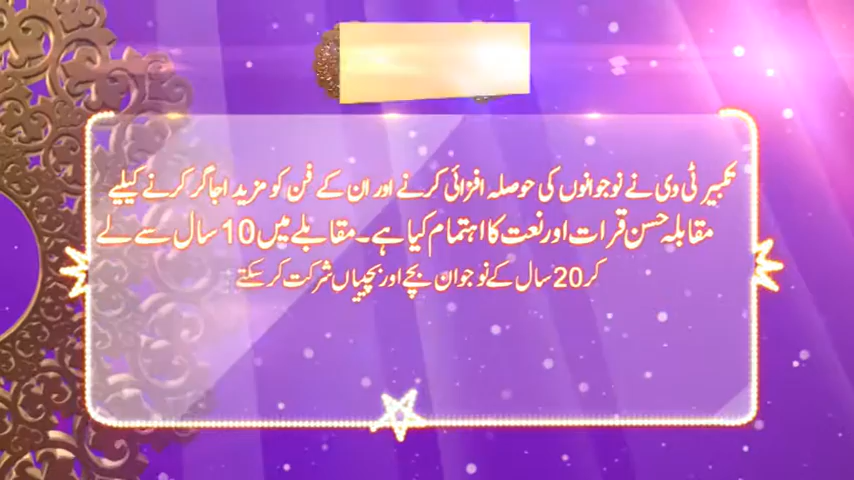 تکبیر ٹی وی نے نوجوانوں کی حوصلہ افزائی کرنے اور ان کے فن کو مزید اجاگر کرنے کیلئے
مقابلہ حسن قرات اور نعت کا اہتمام کیا ہے۔ مقابلے میں 10 سال سے لے
کر 20 سال کے نوجوان بچے اور بچیاں شرکت کر سکتے